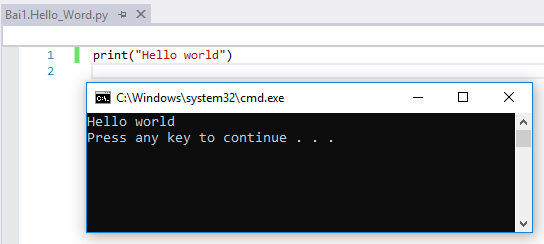 Bai1.Hello_Word.py
1 print("Hello world")
2
C:\Windows\system32\cmd.exe
Hello world
Press any key to continue . . .